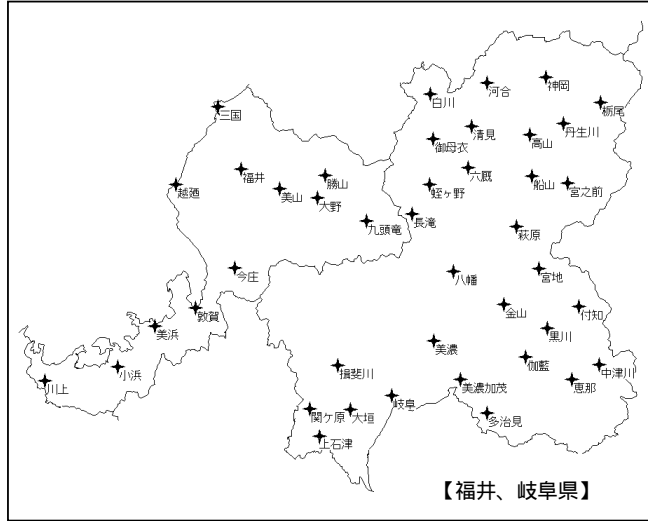 神岡
河合
白川
栃尾
三国
丹生川
清見
高山
御母衣
福井
勝山
六厩
船山
宮之前
越廼
美山
大野
蛭ヶ野
九頭竜
長滝
萩原
今庄
八幡
宮地
敦賀
金山
付知
美浜
黒川
美濃
小浜
揖斐川
伽藍
中津川
川上
美濃加茂
恵那
岐阜
関ヶ原
大垣
多治見
上石津
【福井、岐阜県】